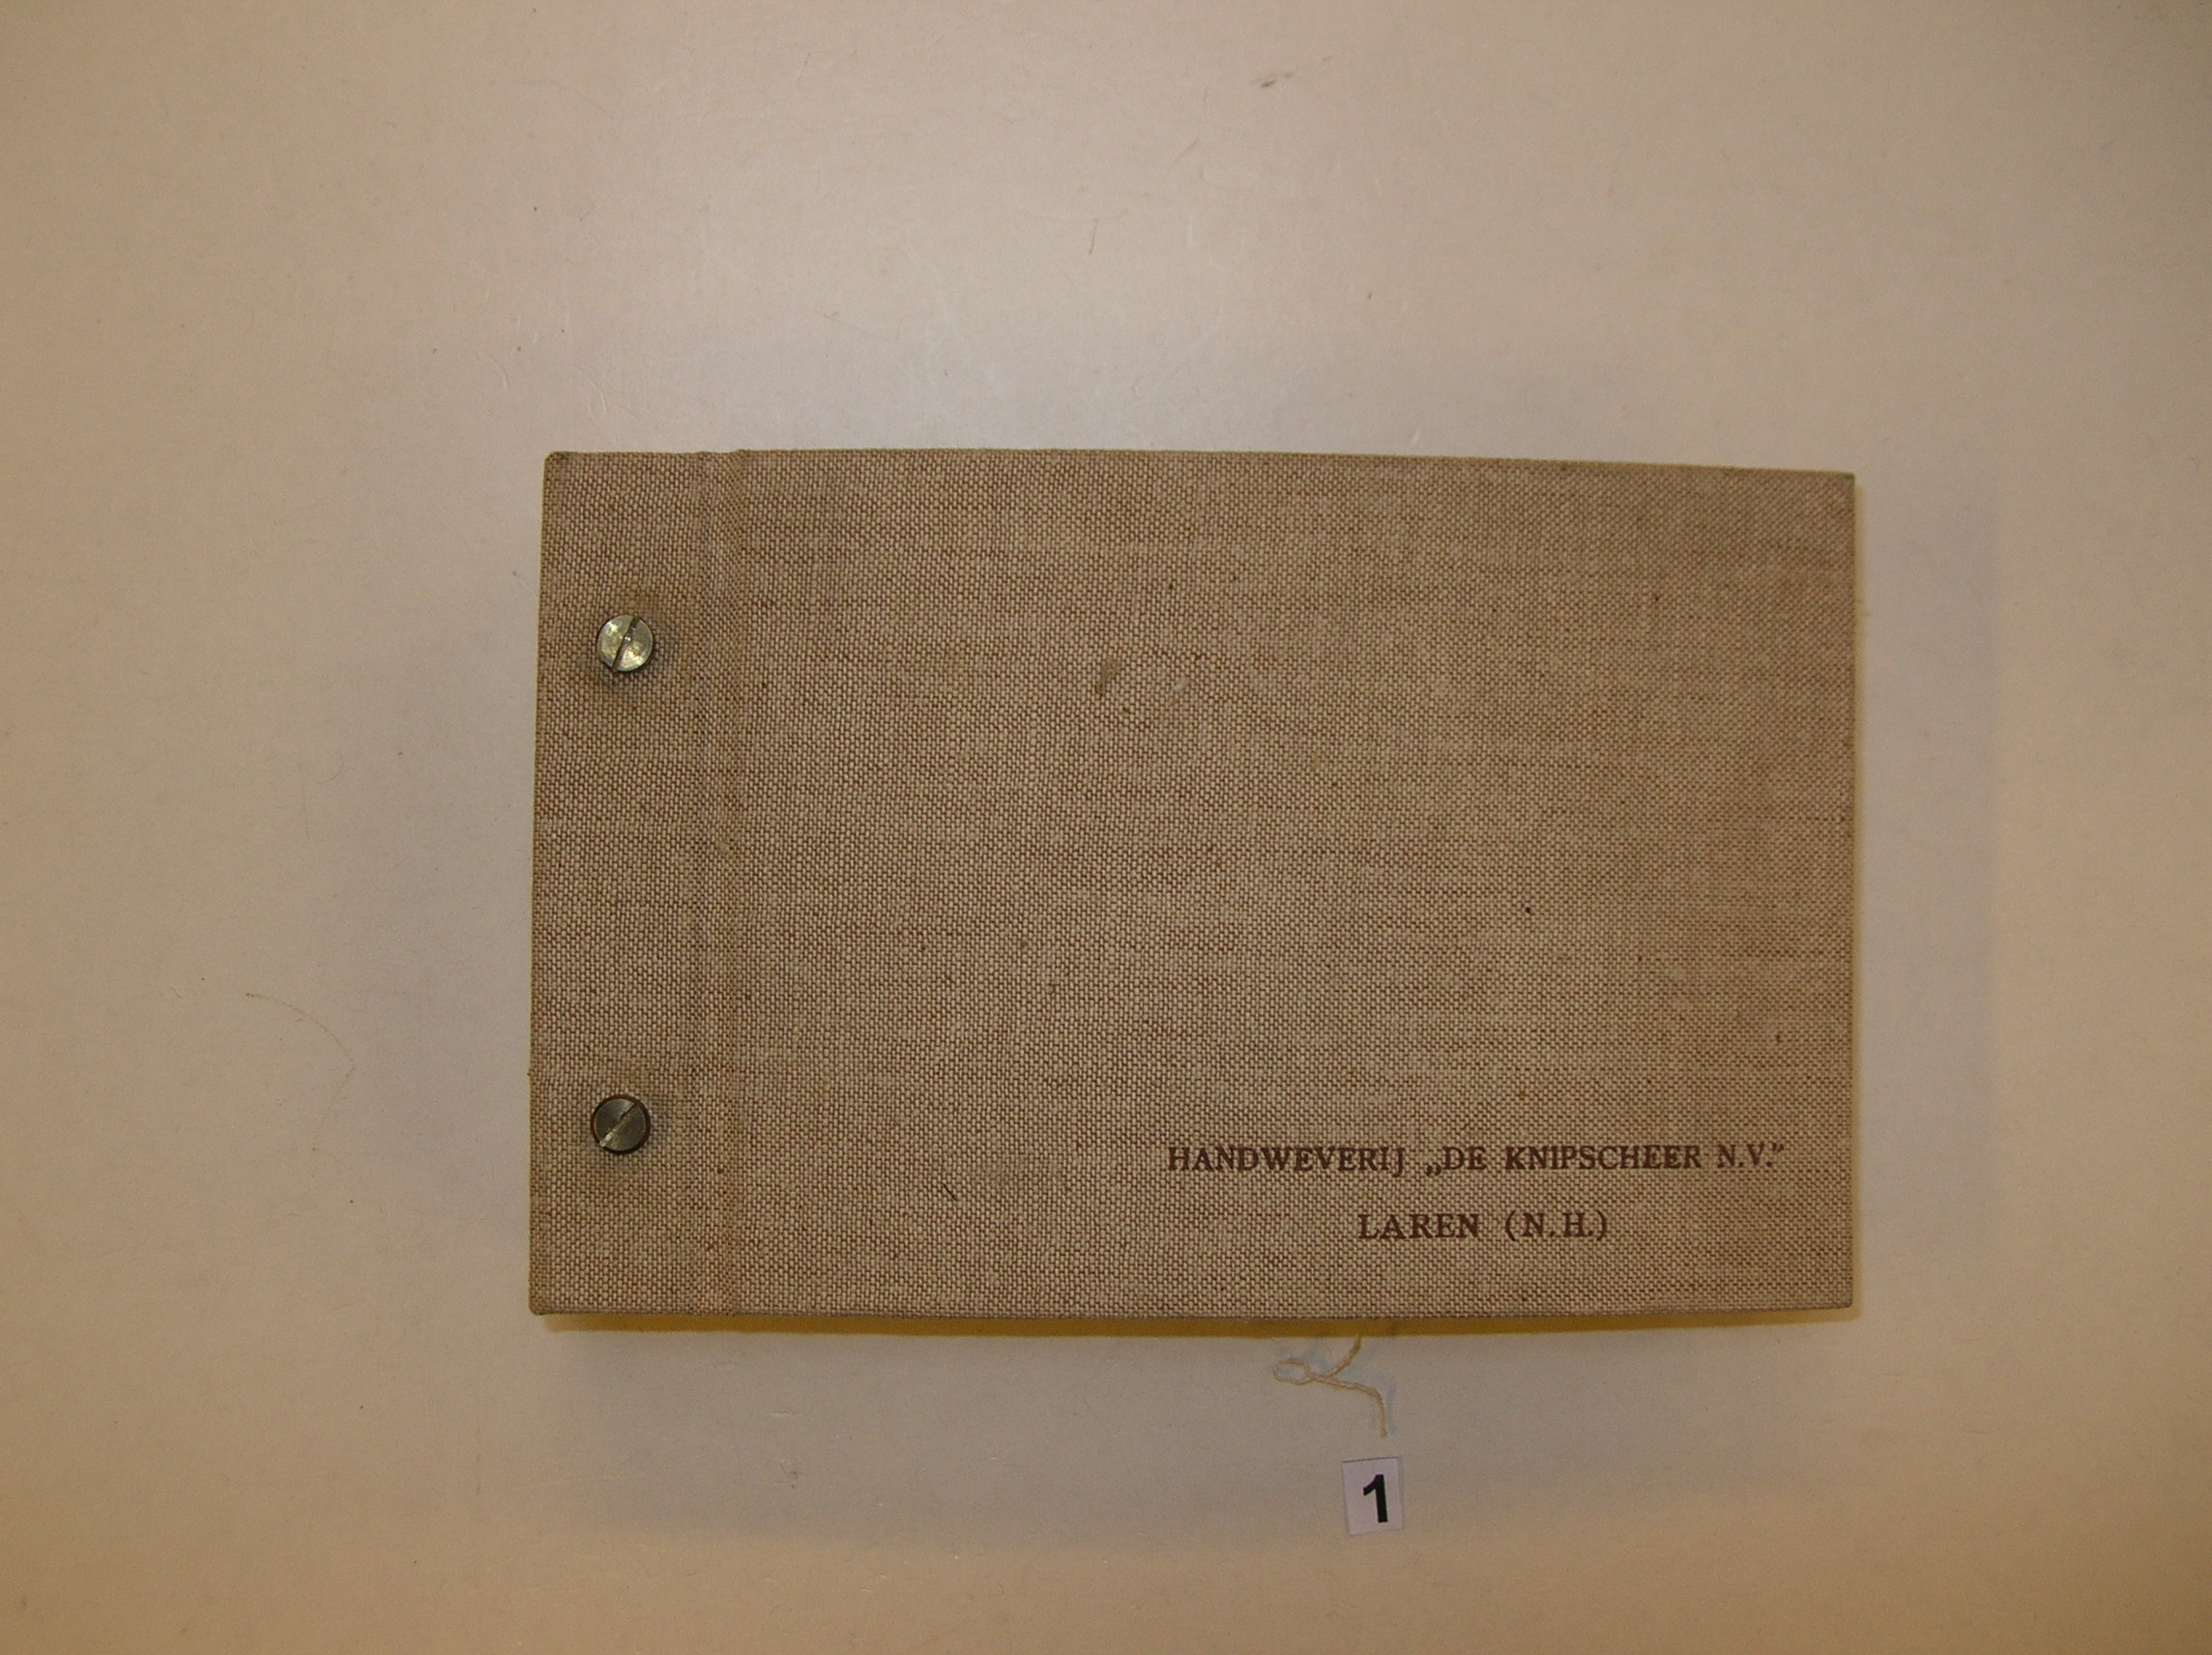 HANDWEVERIJ „DE KNIPSCHEER N.V.”
LAREN (N.H.)
1